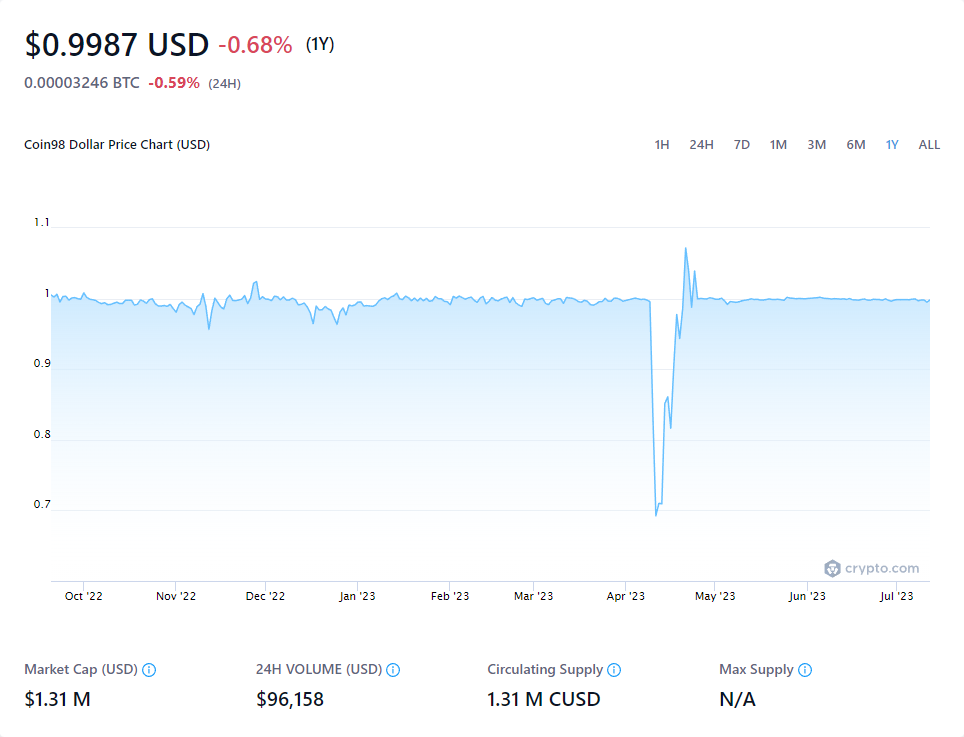 $0.9987 USD -0.68% (1Y)
0.00003246 BTC -0.59% (24H)
Coin98 Dollar Price Chart (USD) 1H 24H 7D 1M 3M 6M 1Y ALL
1.1
1
0.9
0.8
0.7
crypto.com
Oct '22 Nov '22 Dec '22 Jan '23 Feb '23 Mar '23 Apr '23 May '23 Jun '23 Jul '23
Market Cap (USD) 24H VOLUME (USD) Circulating Supply Max Supply
$1.31 M $96,158 1.31 M CUSD N/A